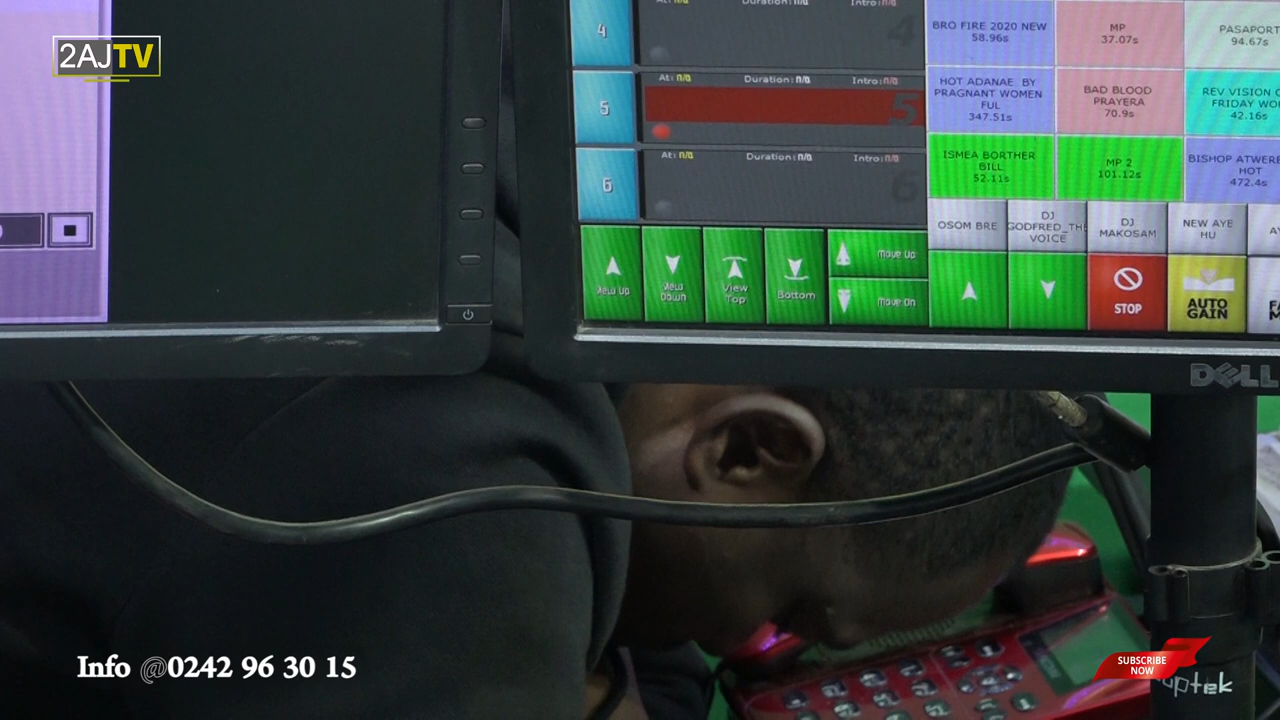 2AJTV
4
At: n/a Duration: n/a Intro: n/a
4
5
At: n/a Duration: n/a Intro: n/a
5
6
At: n/a Duration: n/a Intro: n/a
6
View Up
View Down
View Top
Bottom
Move Up
Move Dn
BRO FIRE 2020 NEW
58.96s
MP
37.07s
PASAPORT
94.67s
HOT ADANAE BY
PRAGNANT WOMEN
FUL
347.51s
BAD BLOOD
PRAYERA
70.9s
REV VISION
FRIDAY
42.16s
ISMEA BORTHER
BILL
52.11s
MP 2
101.12s
BISHOP
HOT
472.4s
OSOM BRE
DJ
GODFRED_THE
VOICE
DJ
MAKOSAM
NEW AYE
HU
STOP
AUTO
GAIN
DELL
Info @0242 96 30 15
SUBSCRIBE
NOW